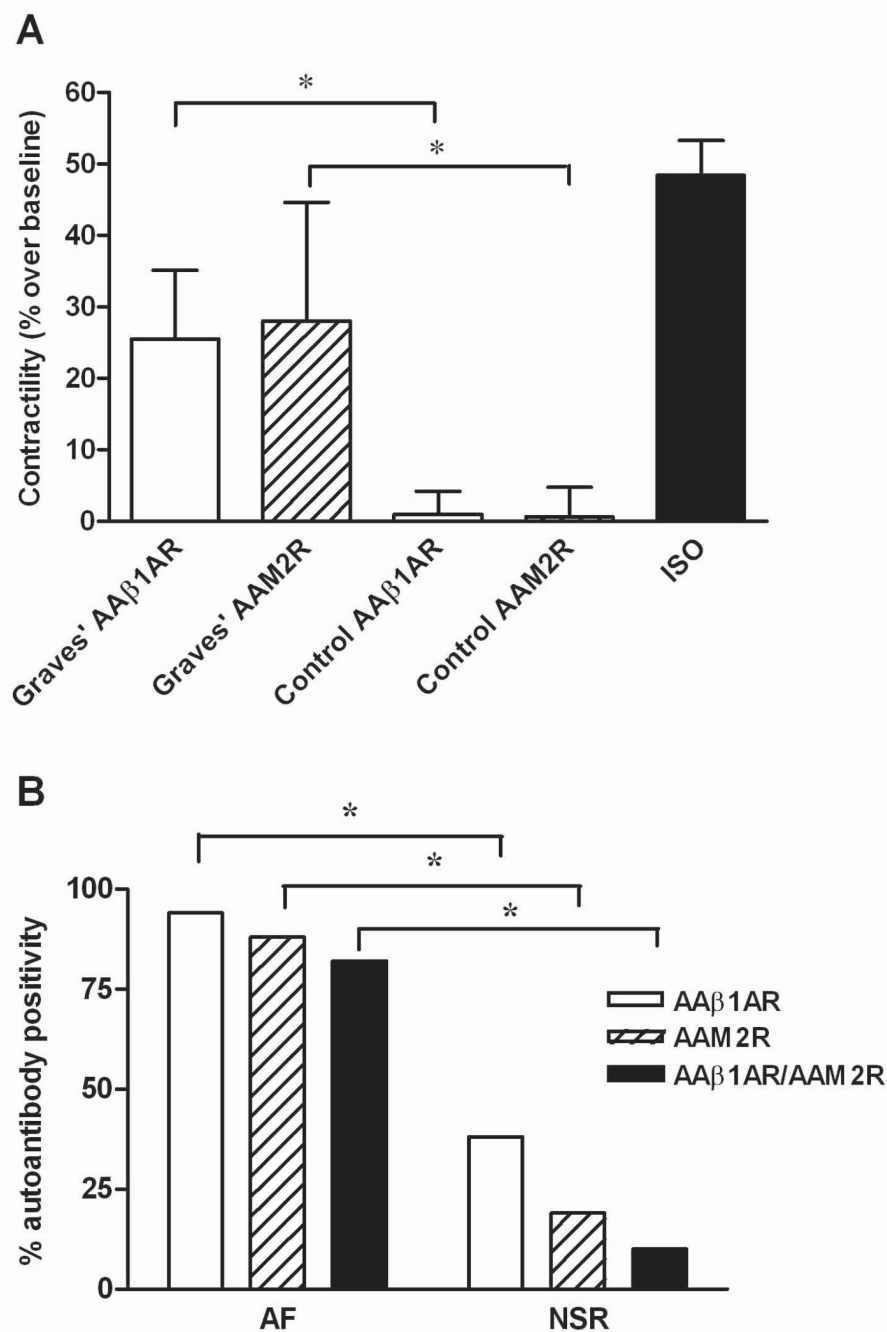 A
*
*
Contractility (% over baseline)
60
50
40
30
20
10
0
Graves' AAβ1AR
Graves' AAM2R
Control AAβ1AR
Control AAM2R
ISO
B
*
*
*
% autoantibody positivity
100
75
50
25
0
AAβ1AR
AAM2R
AAβ1AR/AAM2R
AF
NSR